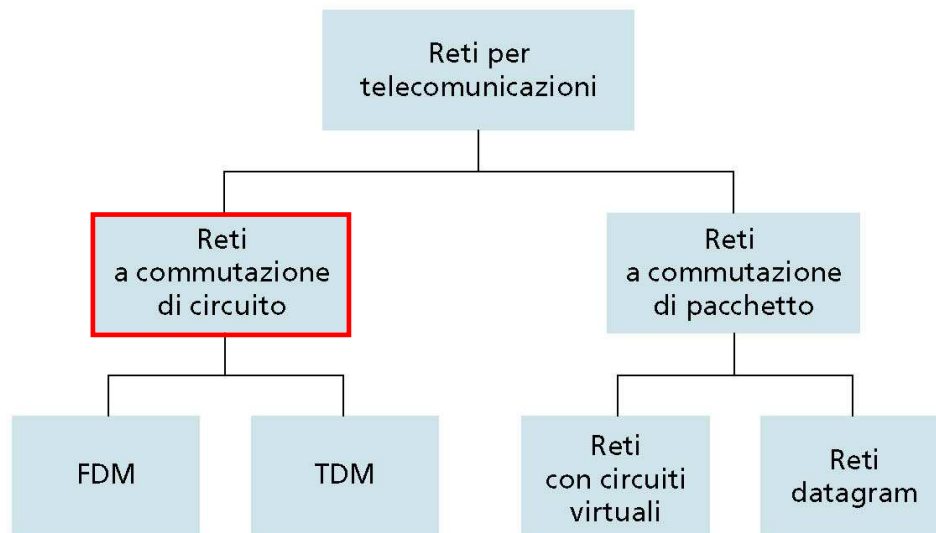 Reti per
telecomunicazioni
Reti
a commutazione
di circuito
Reti
a commutazione
di pacchetto
FDM
TDM
Reti
con circuiti
virtuali
Reti
datagram